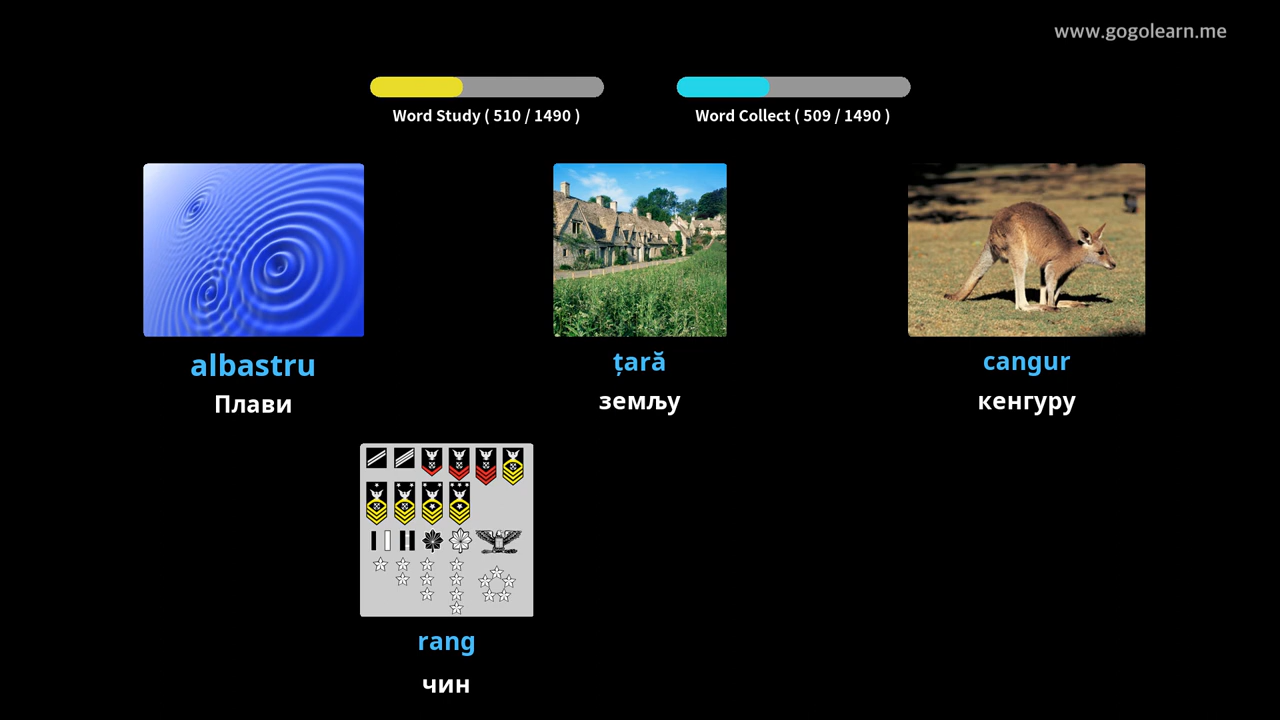 www.gogolearn.me
Word Study ( 510 / 1490 )
Word Collect ( 509 / 1490 )
albastru
Плави
țară
земљу
cangur
кенгуру
rang
чин